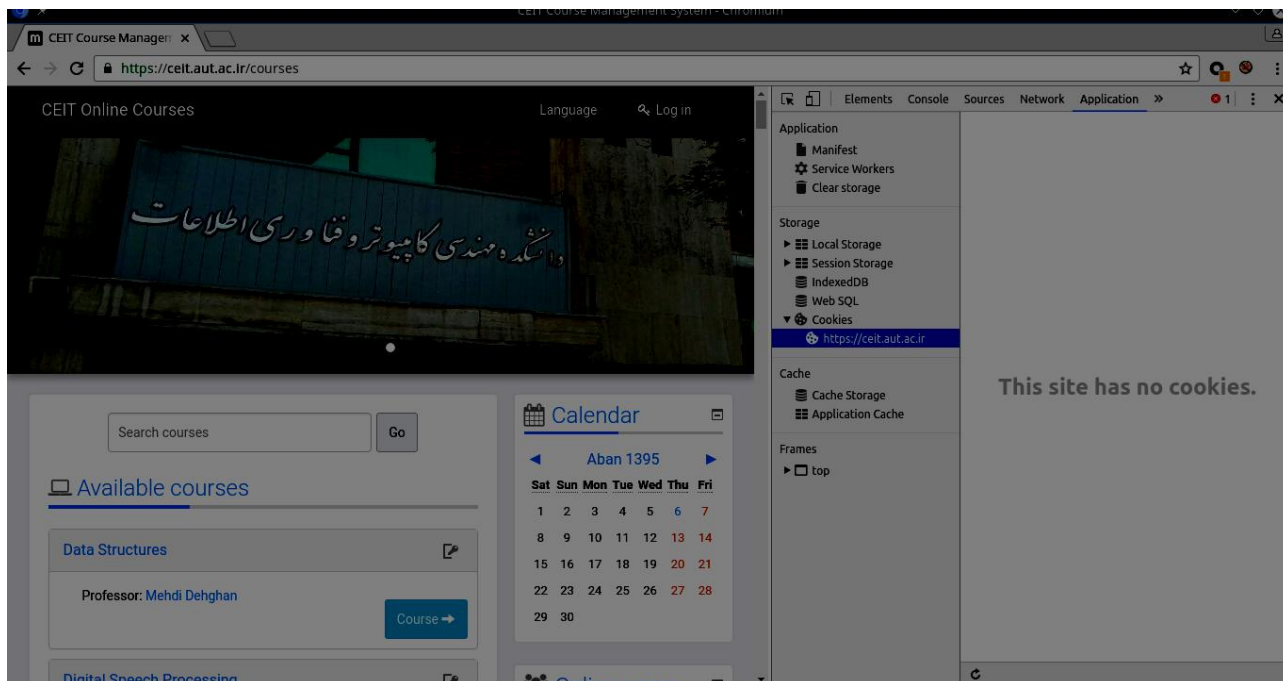 CEIT Course Management System - Chromium
CEIT Course Managem
https://ceit.aut.ac.ir/courses
CEIT Online Courses
Language
Log in
دانشکده مهندسی کامپیوتر و فناوری اطلاعات
Search courses
Go
Available courses
Data Structures
Professor: Mehdi Dehghan
Course
Digital Speech Processing
Calendar
Aban 1395
Sat Sun Mon Tue Wed Thu Fri
1 2 3 4 5 6 7
8 9 10 11 12 13 14
15 16 17 18 19 20 21
22 23 24 25 26 27 28
29 30
Elements Console Sources Network Application » 1
Application
Manifest
Service Workers
Clear storage
Storage
Local Storage
Session Storage
IndexedDB
Web SQL
Cookies
https://ceit.aut.ac.ir
Cache
Cache Storage
Application Cache
Frames
top
This site has no cookies.